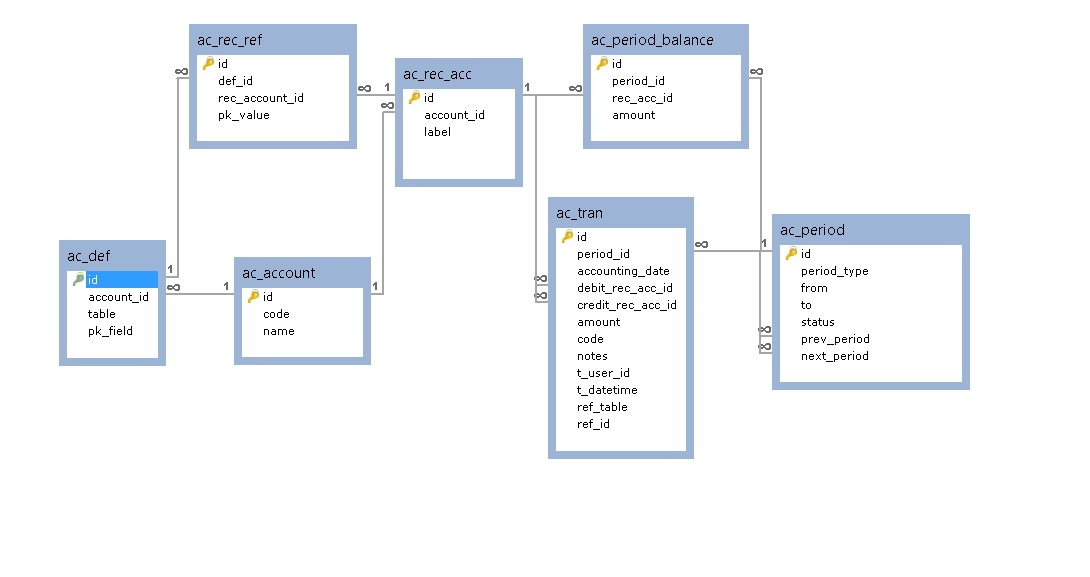 ac_rec_ref
id
def_id
rec_account_id
pk_value
ac_rec_acc
id
account_id
label
ac_period_balance
id
period_id
rec_acc_id
amount
ac_def
id
account_id
table
pk_field
ac_account
id
code
name
ac_tran
id
period_id
accounting_date
debit_rec_acc_id
credit_rec_acc_id
amount
code
notes
t_user_id
t_datetime
ref_table
ref_id
ac_period
id
period_type
from
to
status
prev_period
next_period
∞
∞
1
∞
1
∞
∞
1
∞
1
1
∞
∞
∞
1
∞
∞